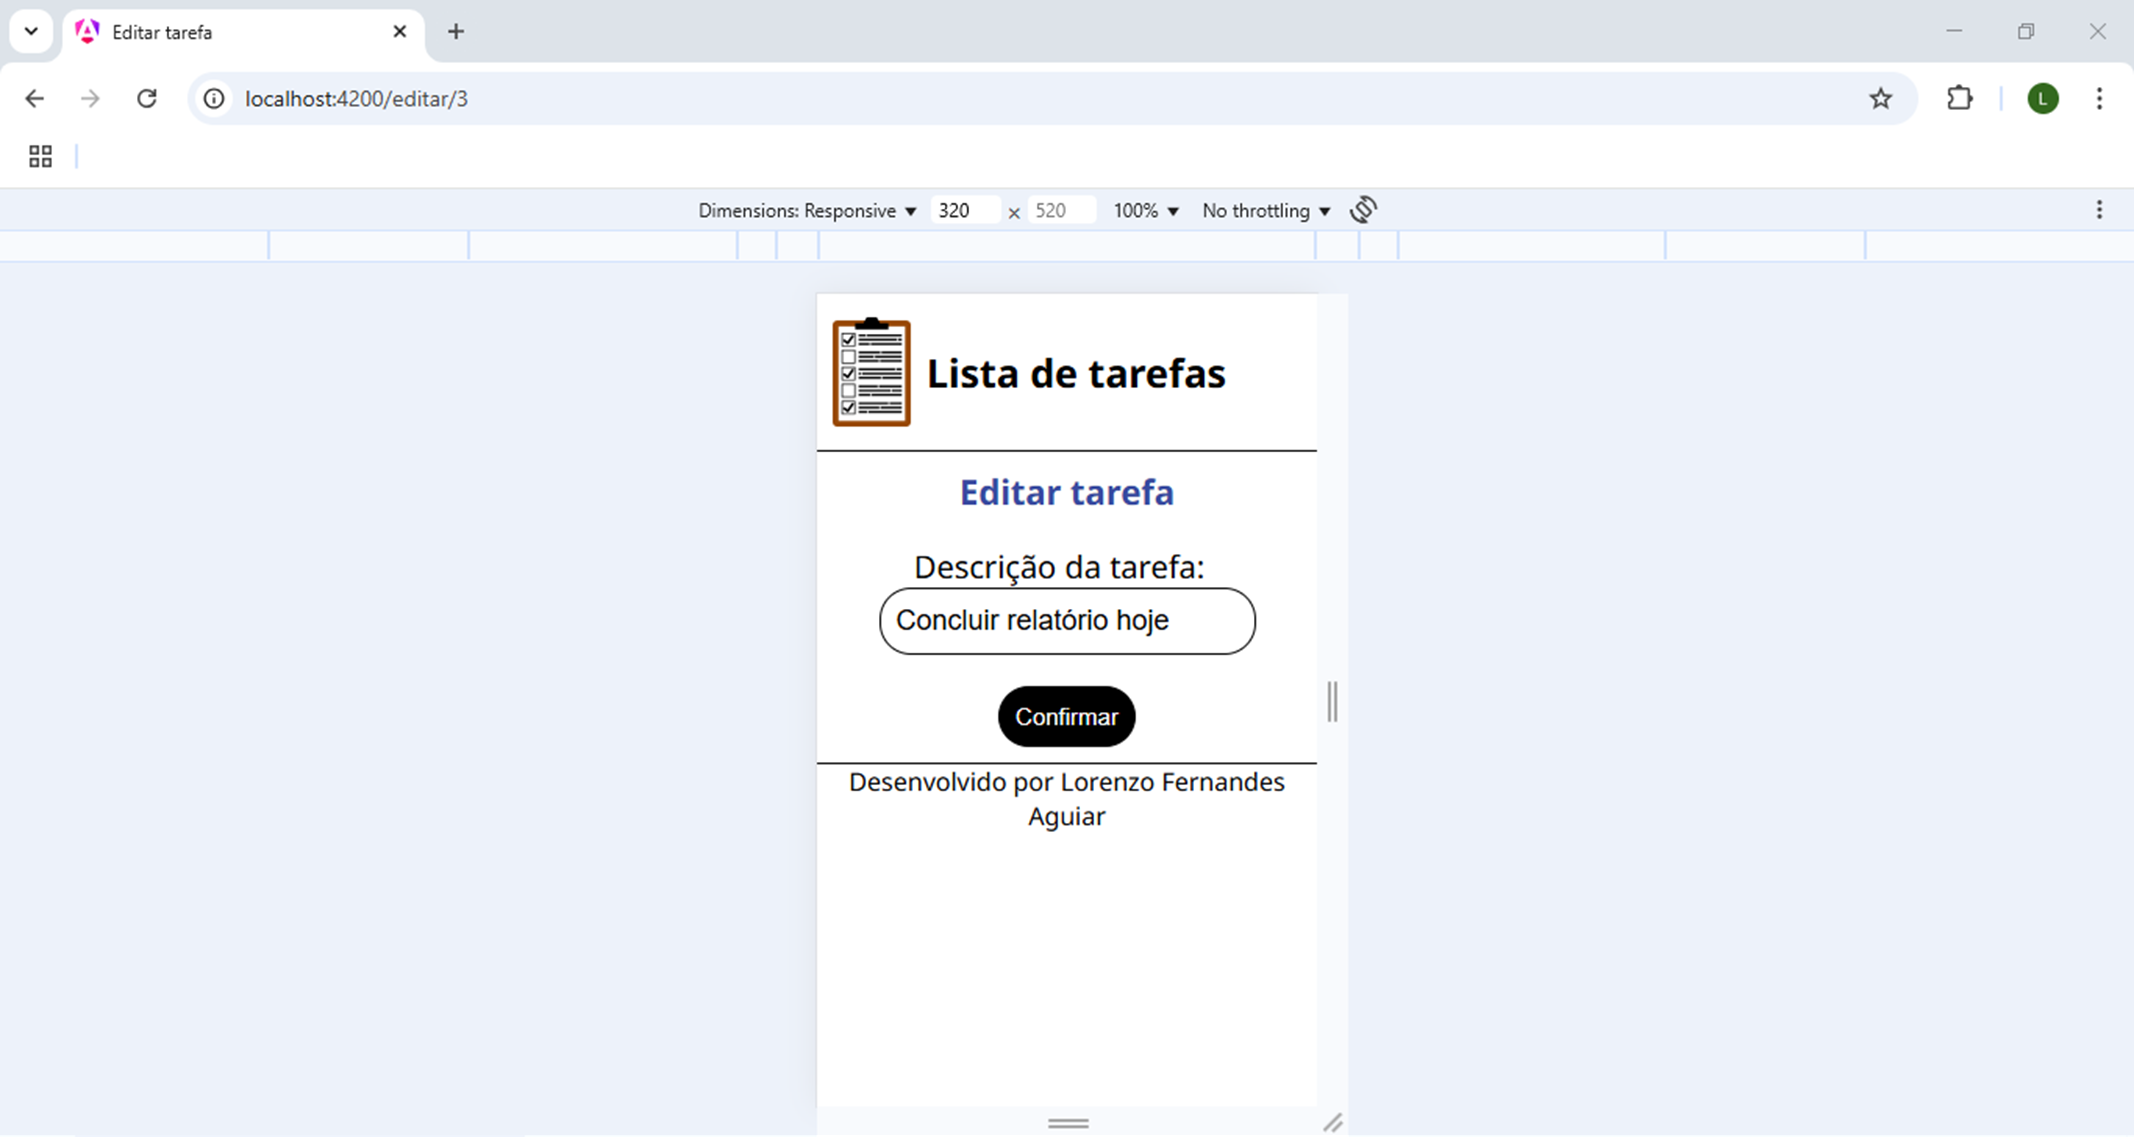 Editar tarefa
localhost:4200/editar/3
L
Dimensions: Responsive 320 x 520 100% No throttling
Lista de tarefas
Editar tarefa
Descrição da tarefa:
Concluir relatório hoje
Confirmar
Desenvolvido por Lorenzo Fernandes
Aguiar